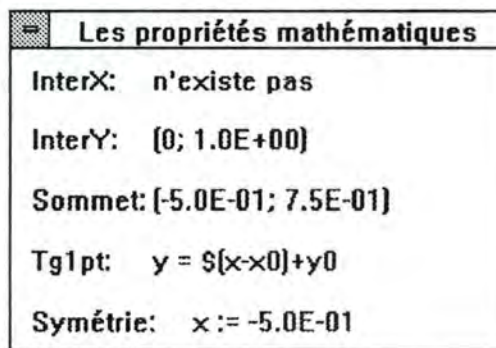 Les propriétés mathématiques
InterX: n'existe pas
InterY: (0; 1.0E+00)
Sommet: (-5.0E-01; 7.5E-01)
Tg1pt: y = $(x-x0)+y0
Symétrie: x := -5.0E-01